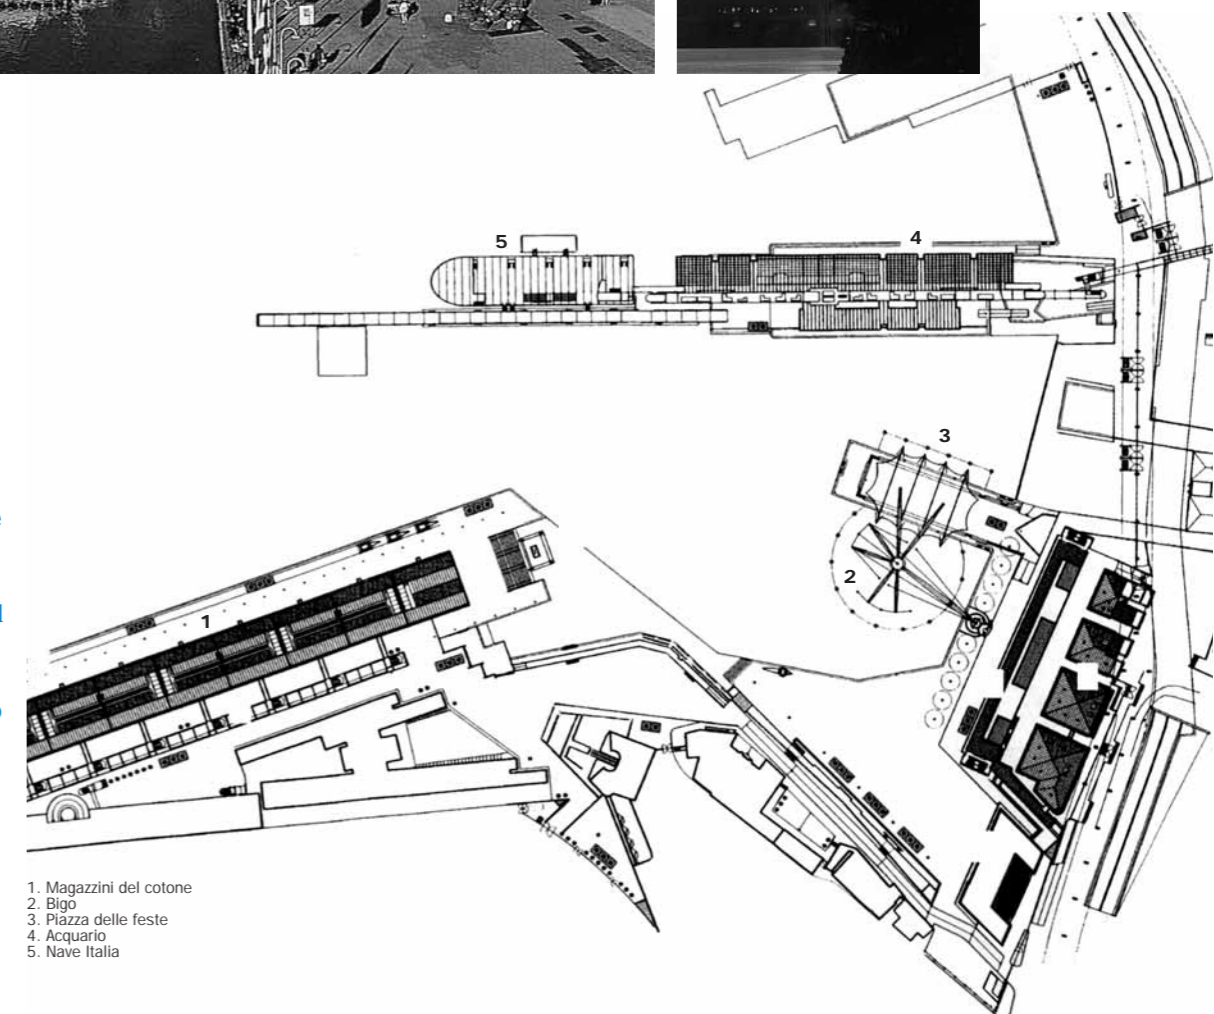 5
4
3
2
1
1. Magazzini del cotone
2. Bigo
3. Piazza delle feste
4. Acquario
5. Nave Italia